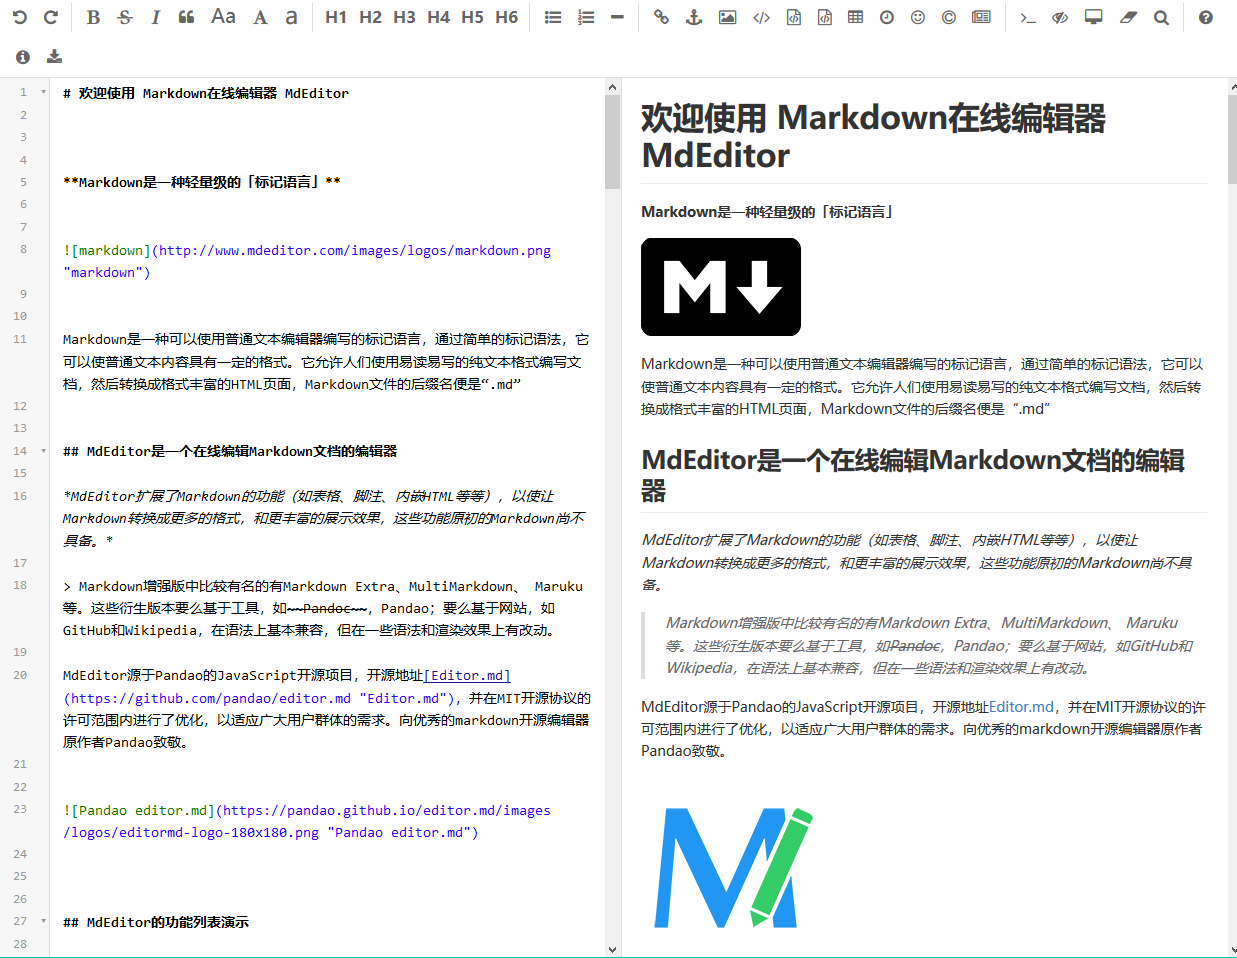 B S I Aa A a H1 H2 H3 H4 H5 H6
1 # 欢迎使用 Markdown在线编辑器 MdEditor
2
3
4
5 **Markdown是一种轻量级的「标记语言」**
6
7
8 ![markdown](http://www.mdeditor.com/images/logos/markdown.png
"markdown")
9
10
11 Markdown是一种可以使用普通文本编辑器编写的标记语言，通过简单的标记语法，它
可以使普通文本内容具有一定的格式。它允许人们使用易读易写的纯文本格式编写文
档，然后转换成格式丰富的HTML页面，Markdown文件的后缀名便是“.md”
12
13
14 ## MdEditor是一个在线编辑Markdown文档的编辑器
15
16 *MdEditor扩展了Markdown的功能（如表格、脚注、内嵌HTML等等），以使让
Markdown转换成更多的格式，和更丰富的展示效果，这些功能原初的Markdown尚不
具备。*
17
18 > Markdown增强版中比较有名的有Markdown Extra、MultiMarkdown、 Maruku
等。这些衍生版本要么基于工具，如~~Pandoc~~，Pandao；要么基于网站，如
GitHub和Wikipedia，在语法上基本兼容，但在一些语法和渲染效果上有改动。
19
20 MdEditor源于Pandao的JavaScript开源项目，开源地址[Editor.md]
(https://github.com/pandao/editor.md "Editor.md")，并在MIT开源协议的
许可范围内进行了优化，以适应广大用户群体的需求。向优秀的markdown开源编辑器
原作者Pandao致敬。
21
22
23 ![Pandao editor.md](https://pandao.github.io/editor.md/images
/logos/editormd-logo-180x180.png "Pandao editor.md")
24
25
26
27 ## MdEditor的功能列表演示
28
欢迎使用 Markdown在线编辑器
MdEditor
Markdown是一种轻量级的「标记语言」
M
Markdown是一种可以使用普通文本编辑器编写的标记语言，通过简单的标记语法，它可以
使普通文本内容具有一定的格式。它允许人们使用易读易写的纯文本格式编写文档，然后转
换成格式丰富的HTML页面，Markdown文件的后缀名便是“.md”
MdEditor是一个在线编辑Markdown文档的编辑
器
MdEditor扩展了Markdown的功能（如表格、脚注、内嵌HTML等等），以使让
Markdown转换成更多的格式，和更丰富的展示效果，这些功能原初的Markdown尚不具
备。
Markdown增强版中比较有名的有Markdown Extra、MultiMarkdown、 Maruku
等。这些衍生版本要么基于工具，如Pandoc，Pandao；要么基于网站，如GitHub和
Wikipedia，在语法上基本兼容，但在一些语法和渲染效果上有改动。
MdEditor源于Pandao的JavaScript开源项目，开源地址Editor.md，并在MIT开源协议的许
可范围内进行了优化，以适应广大用户群体的需求。向优秀的markdown开源编辑器原作者
Pandao致敬。
M